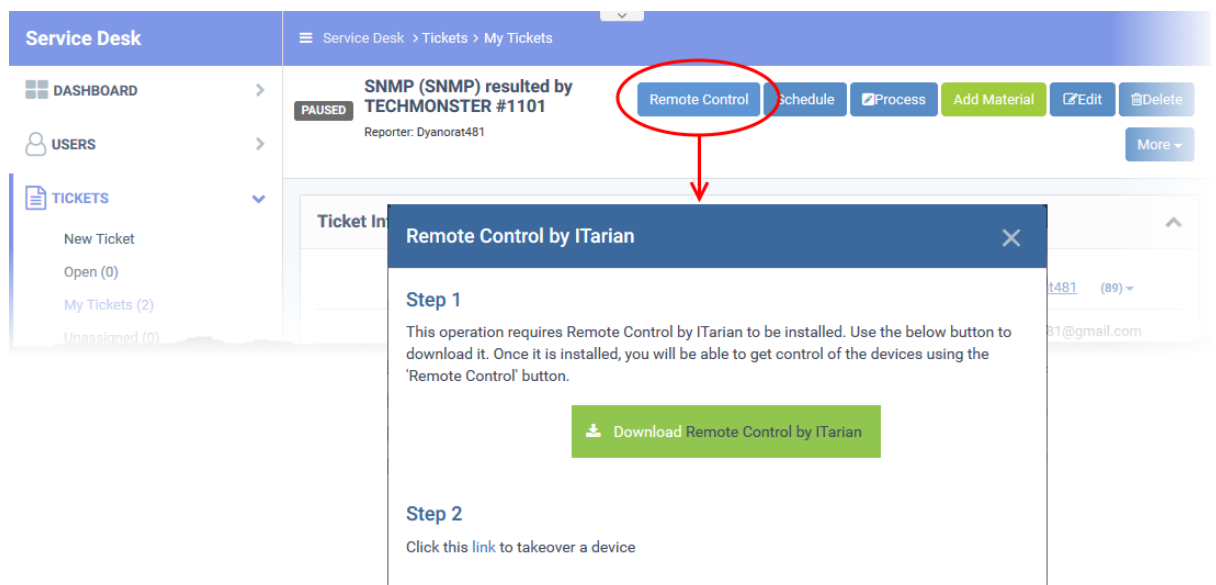 Service Desk
Service Desk > Tickets > My Tickets
DASHBOARD
USERS
TICKETS
New Ticket
Open (0)
My Tickets (2)
Unassigned (0)
PAUSED
SNMP (SNMP) resulted by
TECHMONSTER #1101
Reporter: Dyanorat481
Remote Control
Schedule
Process
Add Material
Edit
Delete
More
Ticket In
t481 (89)
81@gmail.com
Remote Control by ITarian
Step 1
This operation requires Remote Control by ITarian to be installed. Use the below button to
download it. Once it is installed, you will be able to get control of the devices using the
'Remote Control' button.
Download Remote Control by ITarian
Step 2
Click this link to takeover a device